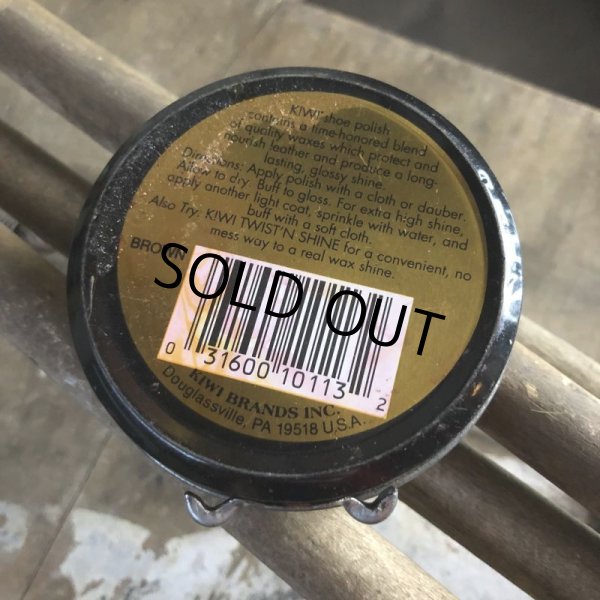 KIWI® shoe polish
contains a time-honored blend
of quality waxes which protect and
nourish leather and produce a long,
lasting, glossy shine.
Directions: Apply polish with a cloth or dauber.
Allow to dry. Buff to gloss. For extra high shine,
apply another light coat, sprinkle with water, and
buff with a soft cloth.
Also Try: KIWI TWIST'N SHINE for a convenient, no
mess way to a real wax shine.
BROWN
SOLD OUT
0 31600 10113 2
KIWI BRANDS INC.
Douglassville, PA 19518 U.S.A.